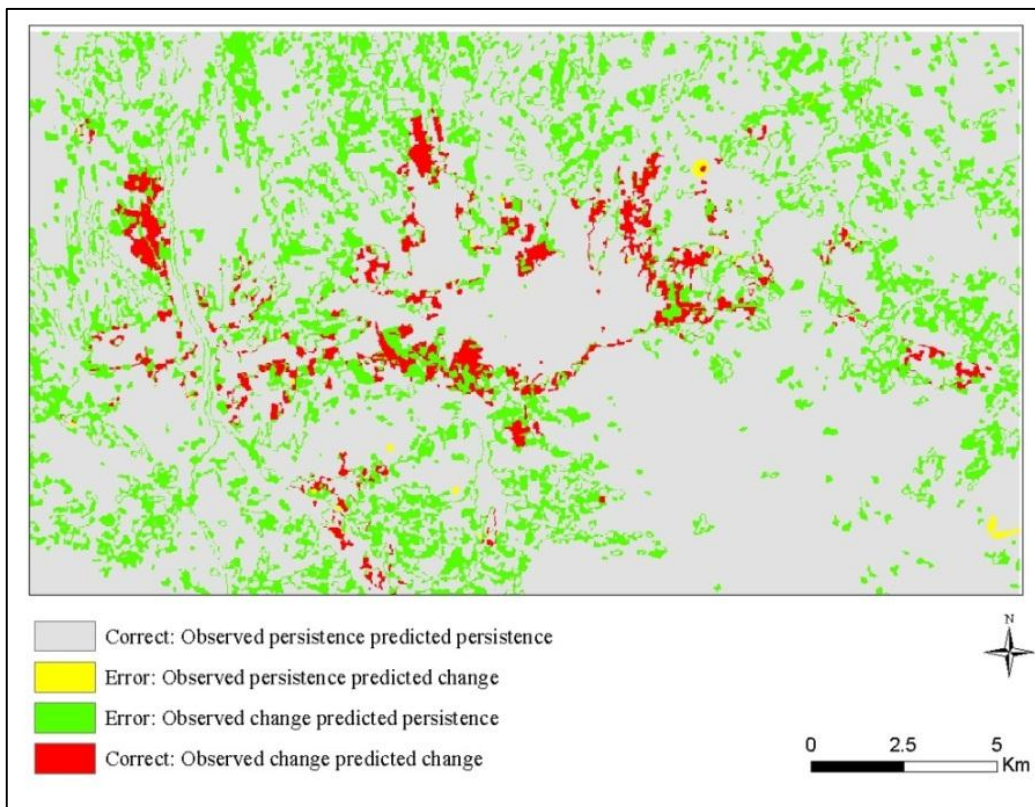 Correct: Observed persistence predicted persistence
N
Error: Observed persistence predicted change
Error: Observed change predicted persistence
Correct: Observed change predicted change
0 2.5 5
Km